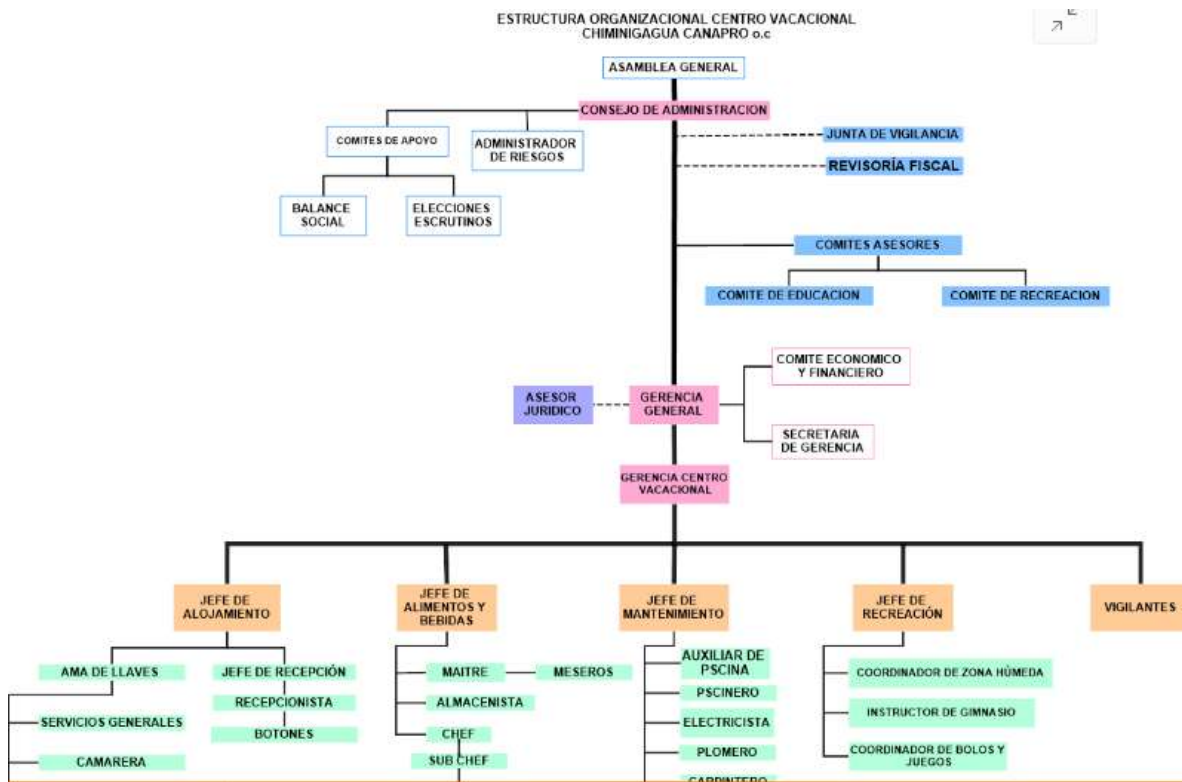 ESTRUCTURA ORGANIZACIONAL CENTRO VACACIONAL
CHIMINIGAGUA CANAPRO o.c
ASAMBLEA GENERAL
CONSEJO DE ADMINISTRACION
COMITES DE APOYO
ADMINISTRADOR
DE RIESGOS
JUNTA DE VIGILANCIA
REVISORÍA FISCAL
BALANCE
SOCIAL
ELECCIONES
ESCRUTINOS
COMITES ASESORES
COMITE DE EDUCACION
COMITE DE RECREACION
COMITE ECONOMICO
Y FINANCIERO
ASESOR
JURIDICO
GERENCIA
GENERAL
SECRETARIA
DE GERENCIA
GERENCIA CENTRO
VACACIONAL
JEFE DE
ALOJAMIENTO
JEFE DE
ALIMENTOS Y
BEBIDAS
JEFE DE
MANTENIMIENTO
JEFE DE
RECREACIÓN
VIGILANTES
AMA DE LLAVES
JEFE DE RECEPCIÓN
SERVICIOS GENERALES
RECEPCIONISTA
CAMARERA
BOTONES
MAITRE
MESEROS
ALMACENISTA
CHEF
SUB CHEF
AUXILIAR DE
PSCINA
PSCINERO
ELECTRICISTA
PLOMERO
CARPINTERO
COORDINADOR DE ZONA HÚMEDA
INSTRUCTOR DE GIMNASIO
COORDINADOR DE BOLOS Y
JUEGOS